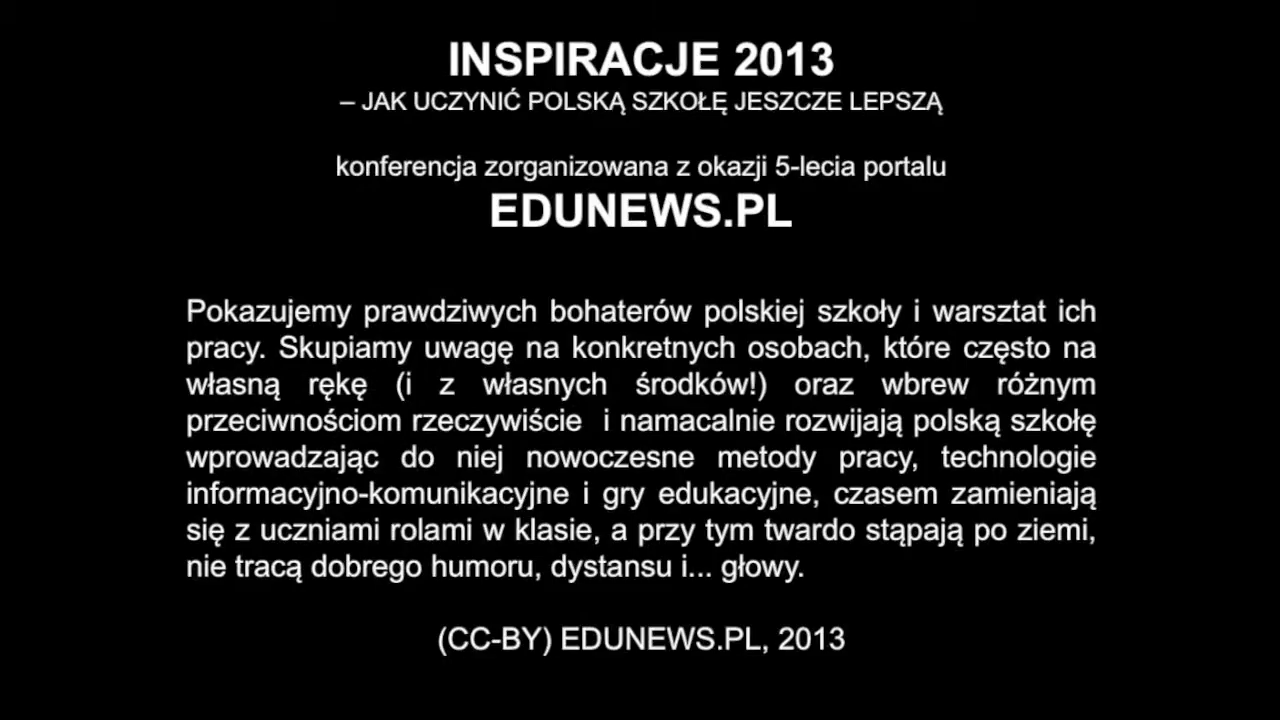 INSPIRACJE 2013
– JAK UCZYNIĆ POLSKĄ SZKOŁĘ JESZCZE LEPSZĄ
konferencja zorganizowana z okazji 5-lecia portalu
EDUNEWS.PL
Pokazujemy prawdziwych bohaterów polskiej szkoły i warsztat ich
pracy. Skupiamy uwagę na konkretnych osobach, które często na
własną rękę (i z własnych środków!) oraz wbrew różnym
przeciwnościom rzeczywiście i namacalnie rozwijają polską szkołę
wprowadzając do niej nowoczesne metody pracy, technologie
informacyjno-komunikacyjne i gry edukacyjne, czasem zamieniają
się z uczniami rolami w klasie, a przy tym twardo stąpają po ziemi,
nie tracą dobrego humoru, dystansu i... głowy.
(CC-BY) EDUNEWS.PL, 2013